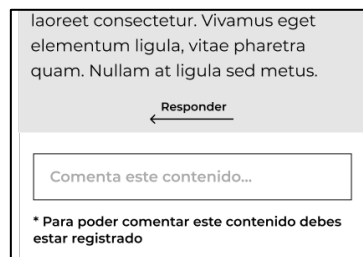 laoreet consectetur. Vivamus eget
elementum ligula, vitae pharetra
quam. Nullam at ligula sed metus.
Responder
Comenta este contenido...
* Para poder comentar este contenido debes
estar registrado